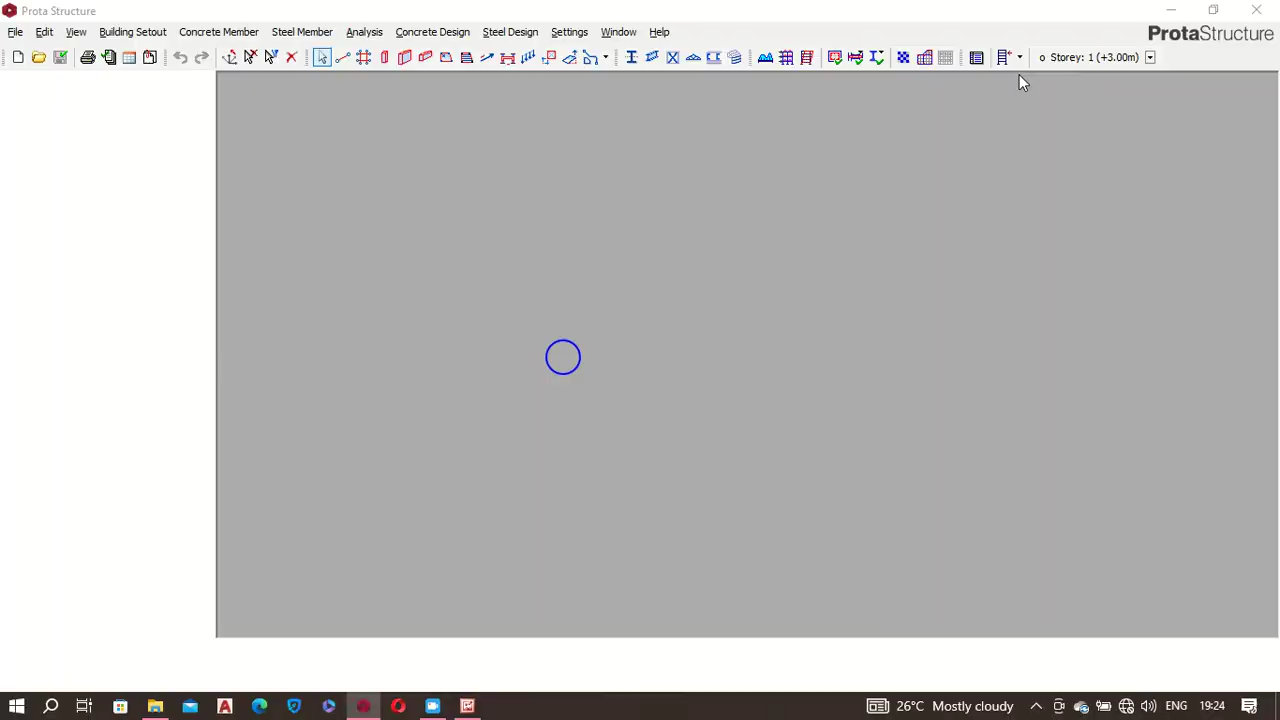 Prota Structure
File Edit View Building Setout Concrete Member Steel Member Analysis Concrete Design Steel Design Settings Window Help
ProtaStructure
o Storey: 1 (+3.00m)
26°C Mostly cloudy ENG 19:24